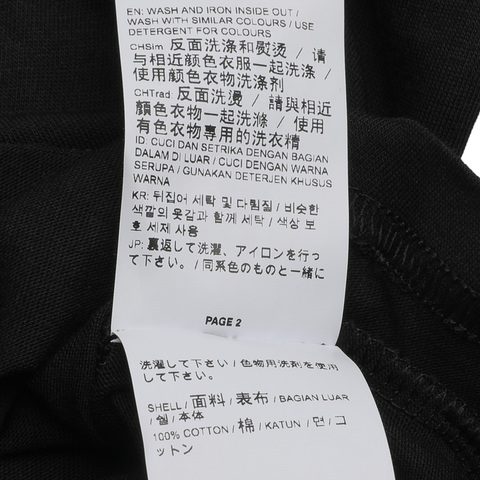 EN: WASH AND IRON INSIDE OUT /
WASH WITH SIMILAR COLOURS / USE
DETERGENT FOR COLOUR
CHSim 反面洗涤和熨烫 / 请
与相近颜色衣服一起洗涤 /
使用颜色衣物洗涤剂
CHTrad: 反面洗燙 / 請與相近
顏色衣物一起洗滌 / 使用
有色衣物專用的洗衣精
ID: CUCI DAN SETRIKA DENGAN BAGIAN
DALAM DI LUAR / CUCI DENGAN WARNA
SERUPA / GUNAKAN DETERJEN KHUSUS
WARNA
KR: 뒤집어 세탁 및 다림질 / 비슷한
색깔의 옷감과 함께 세탁 / 색상 보
호 세제 사용
JP: 裏返して洗濯、アイロンを行っ
て下さい。/ 同系色のものと一緒に
PAGE 2
洗濯して下さい / 色物用洗剤を使用
して下さい。
SHELL / 面料 / 表布 / BAGIAN LUAR
/ 쉘 / 本体
100% COTTON / 棉 / KATUN / 면 / コ
ットン